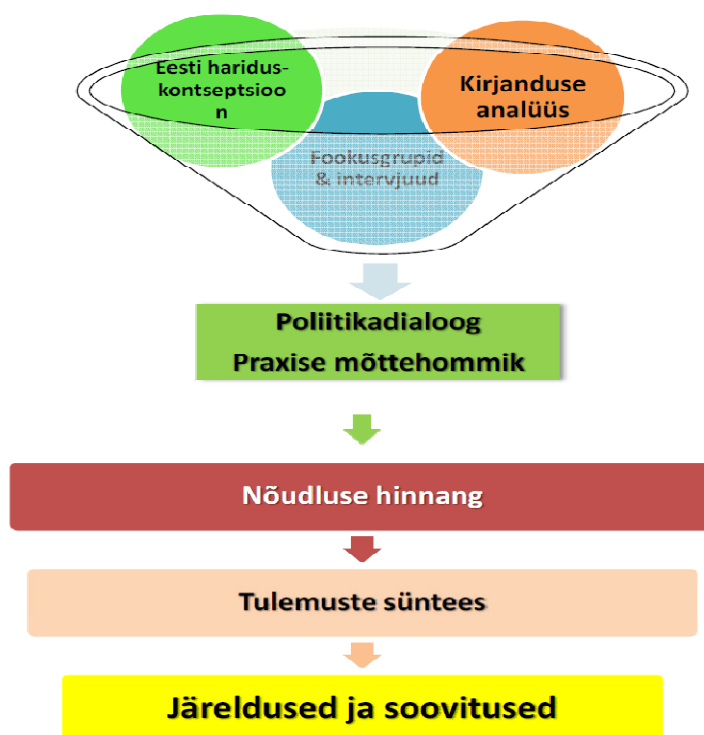 Eesti haridus-
kontseptsioo
n
Kirjanduse
analüüs
Fookusgrupid
& intervjuud
Poliitikadialoog
Praxise mõttehommik
Nõudluse hinnang
Tulemuste süntees
Järeldused ja soovitused